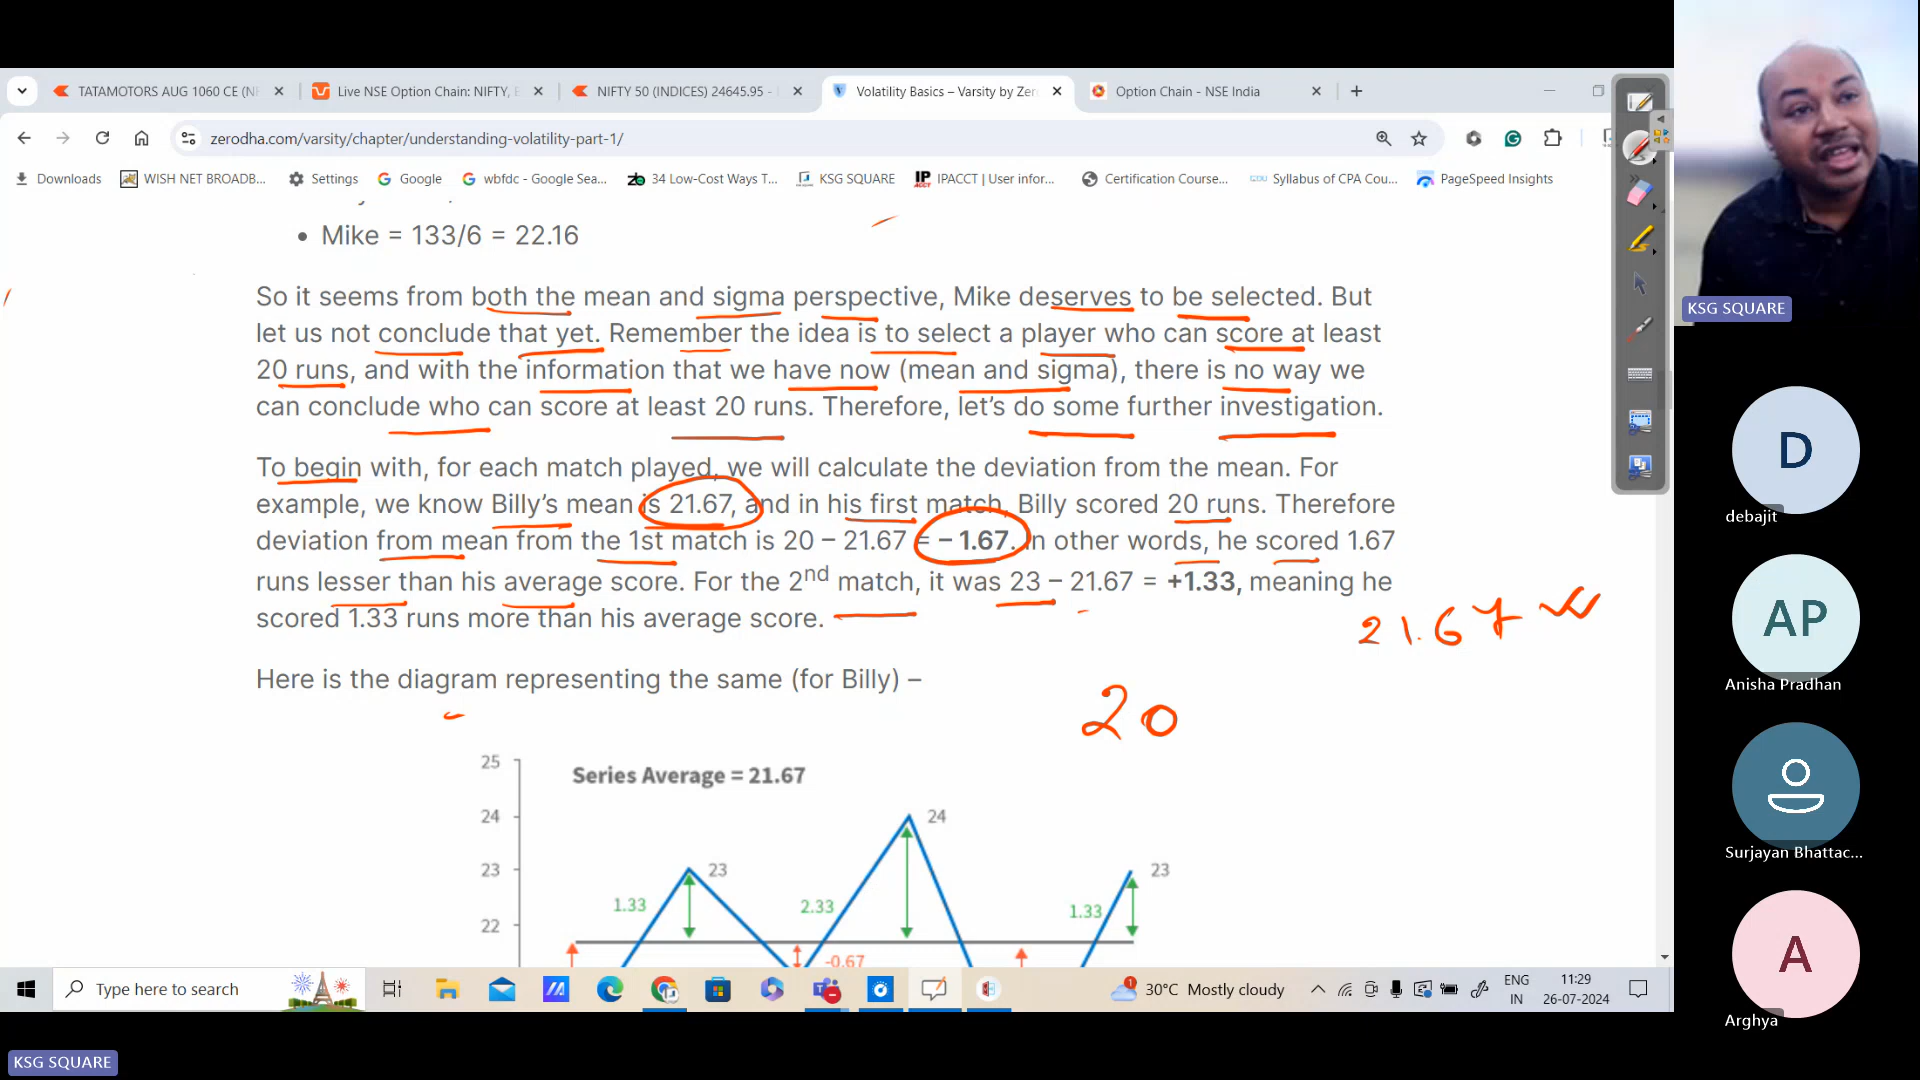 TATAMOTORS AUG 1060 CE (NF
Live NSE Option Chain: NIFTY, B
NIFTY 50 (INDICES) 24645.95 -
Volatility Basics – Varsity by Zer
Option Chain - NSE India
zerodha.com/varsity/chapter/understanding-volatility-part-1/
Downloads
WISH NET BROADB...
Settings
Google
wbfdc - Google Sea...
34 Low-Cost Ways T...
KSG SQUARE
IPACCT | User infor...
Certification Course...
Syllabus of CPA Cou...
PageSpeed Insights
• Mike = 133/6 = 22.16
So it seems from both the mean and sigma perspective, Mike deserves to be selected. But
let us not conclude that yet. Remember the idea is to select a player who can score at least
20 runs, and with the information that we have now (mean and sigma), there is no way we
can conclude who can score at least 20 runs. Therefore, let's do some further investigation.
To begin with, for each match played, we will calculate the deviation from the mean. For
example, we know Billy's mean is 21.67, and in his first match, Billy scored 20 runs. Therefore
deviation from mean from the 1st match is 20 – 21.67 = – 1.67. In other words, he scored 1.67
runs lesser than his average score. For the 2nd match, it was 23 – 21.67 = +1.33, meaning he
scored 1.33 runs more than his average score.
21.67
Here is the diagram representing the same (for Billy) –
20
Series Average = 21.67
25
24
23
22
24
23
23
1.33
2.33
1.33
-0.67
Type here to search
30°C Mostly cloudy
ENG
IN
11:29
26-07-2024
KSG SQUARE
D
debajit
AP
Anisha Pradhan
Surjayan Bhattac...
A
Arghya
KSG SQUARE